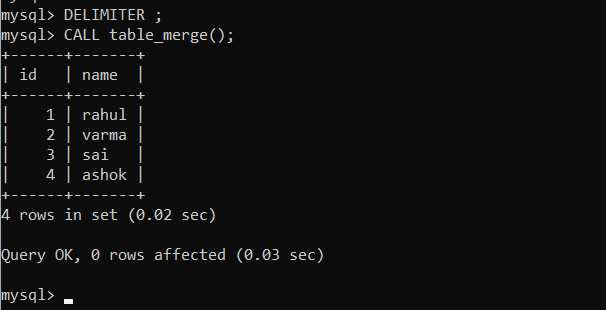 mysql> DELIMITER ;
mysql> CALL table_merge();
+------+-------+
| id   | name  |
+------+-------+
|    1 | rahul |
|    2 | varma |
|    3 | sai   |
|    4 | ashok |
+------+-------+
4 rows in set (0.02 sec)

Query OK, 0 rows affected (0.03 sec)

mysql>